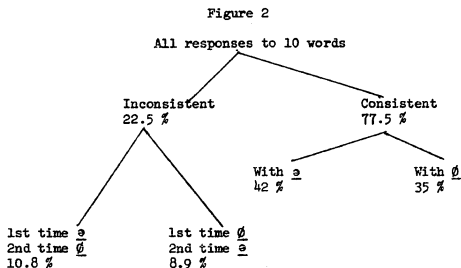 Figure 2
All responses to 10 words
Inconsistent
22.5 %
Consistent
77.5 %
With ə
42 %
With Ø
35 %
1st time ə
2nd time Ø
10.8 %
1st time Ø
2nd time ə
8.9 %